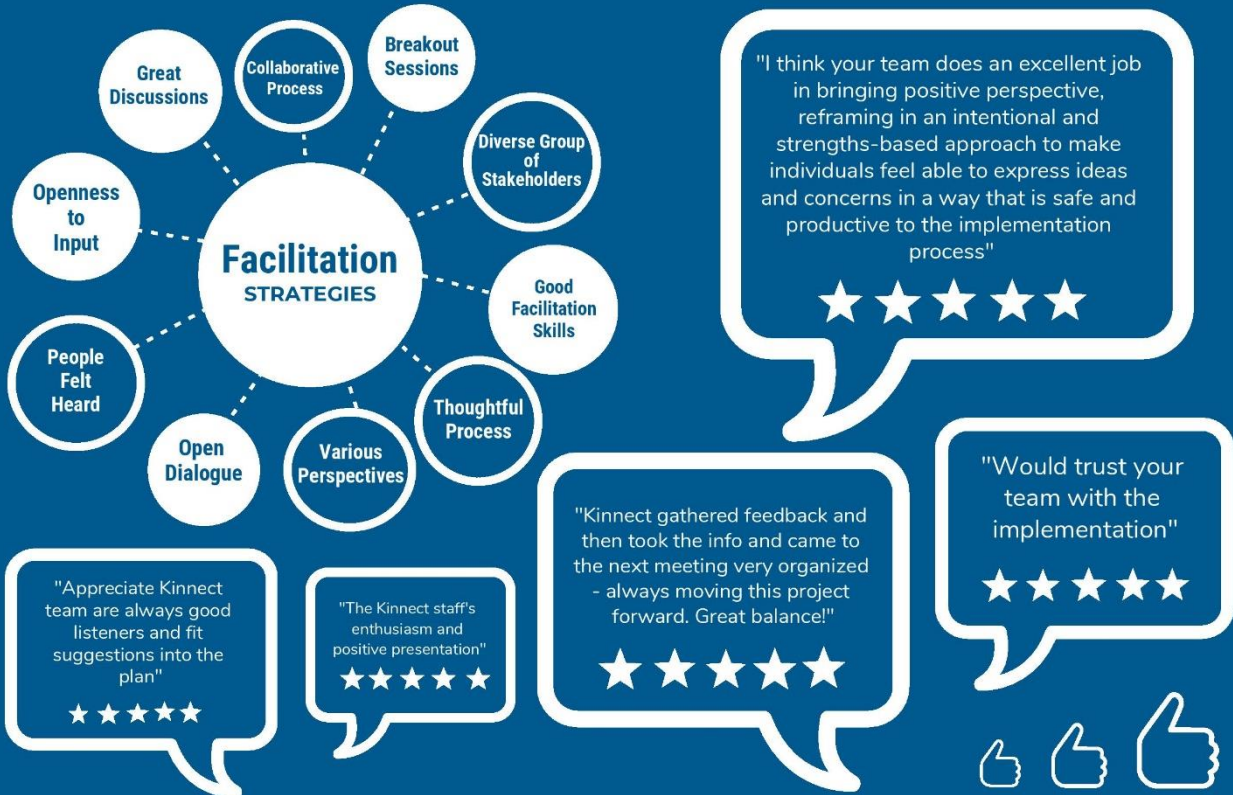 Facilitation
STRATEGIES
Great
Discussions
Collaborative
Process
Breakout
Sessions
Diverse Group
of
Stakeholders
Good
Facilitation
Skills
Thoughtful
Process
Various
Perspectives
Open
Dialogue
People
Felt
Heard
Openness
to
Input
"I think your team does an excellent job
in bringing positive perspective,
reframing in an intentional and
strengths-based approach to make
individuals feel able to express ideas
and concerns in a way that is safe and
productive to the implementation
process"
"Would trust your
team with the
implementation"
"Kinnect gathered feedback and
then took the info and came to
the next meeting very organized
- always moving this project
forward. Great balance!"
"The Kinnect staff's
enthusiasm and
positive presentation"
"Appreciate Kinnect
team are always good
listeners and fit
suggestions into the
plan"